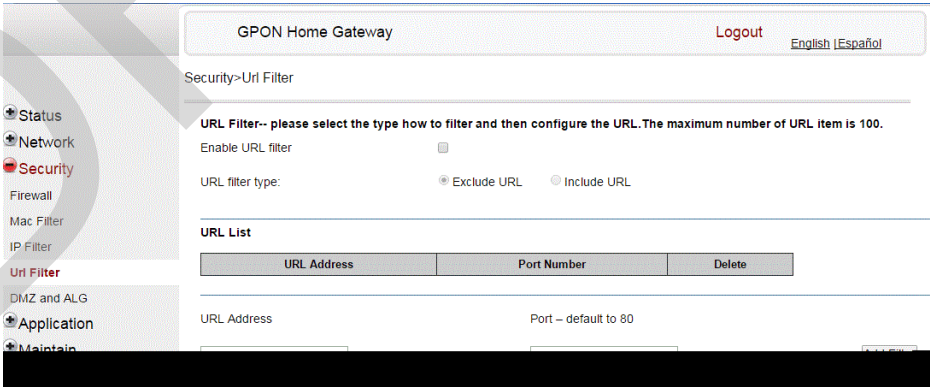 GPON Home Gateway
Logout
English |Español
Security>Url Filter
Status
Network
Security
Firewall
Mac Filter
IP Filter
Url Filter
DMZ and ALG
Application
Maintain
URL Filter-- please select the type how to filter and then configure the URL.The maximum number of URL item is 100.
Enable URL filter
URL filter type: Exclude URL Include URL
URL List
URL Address Port Number Delete
URL Address Port – default to 80